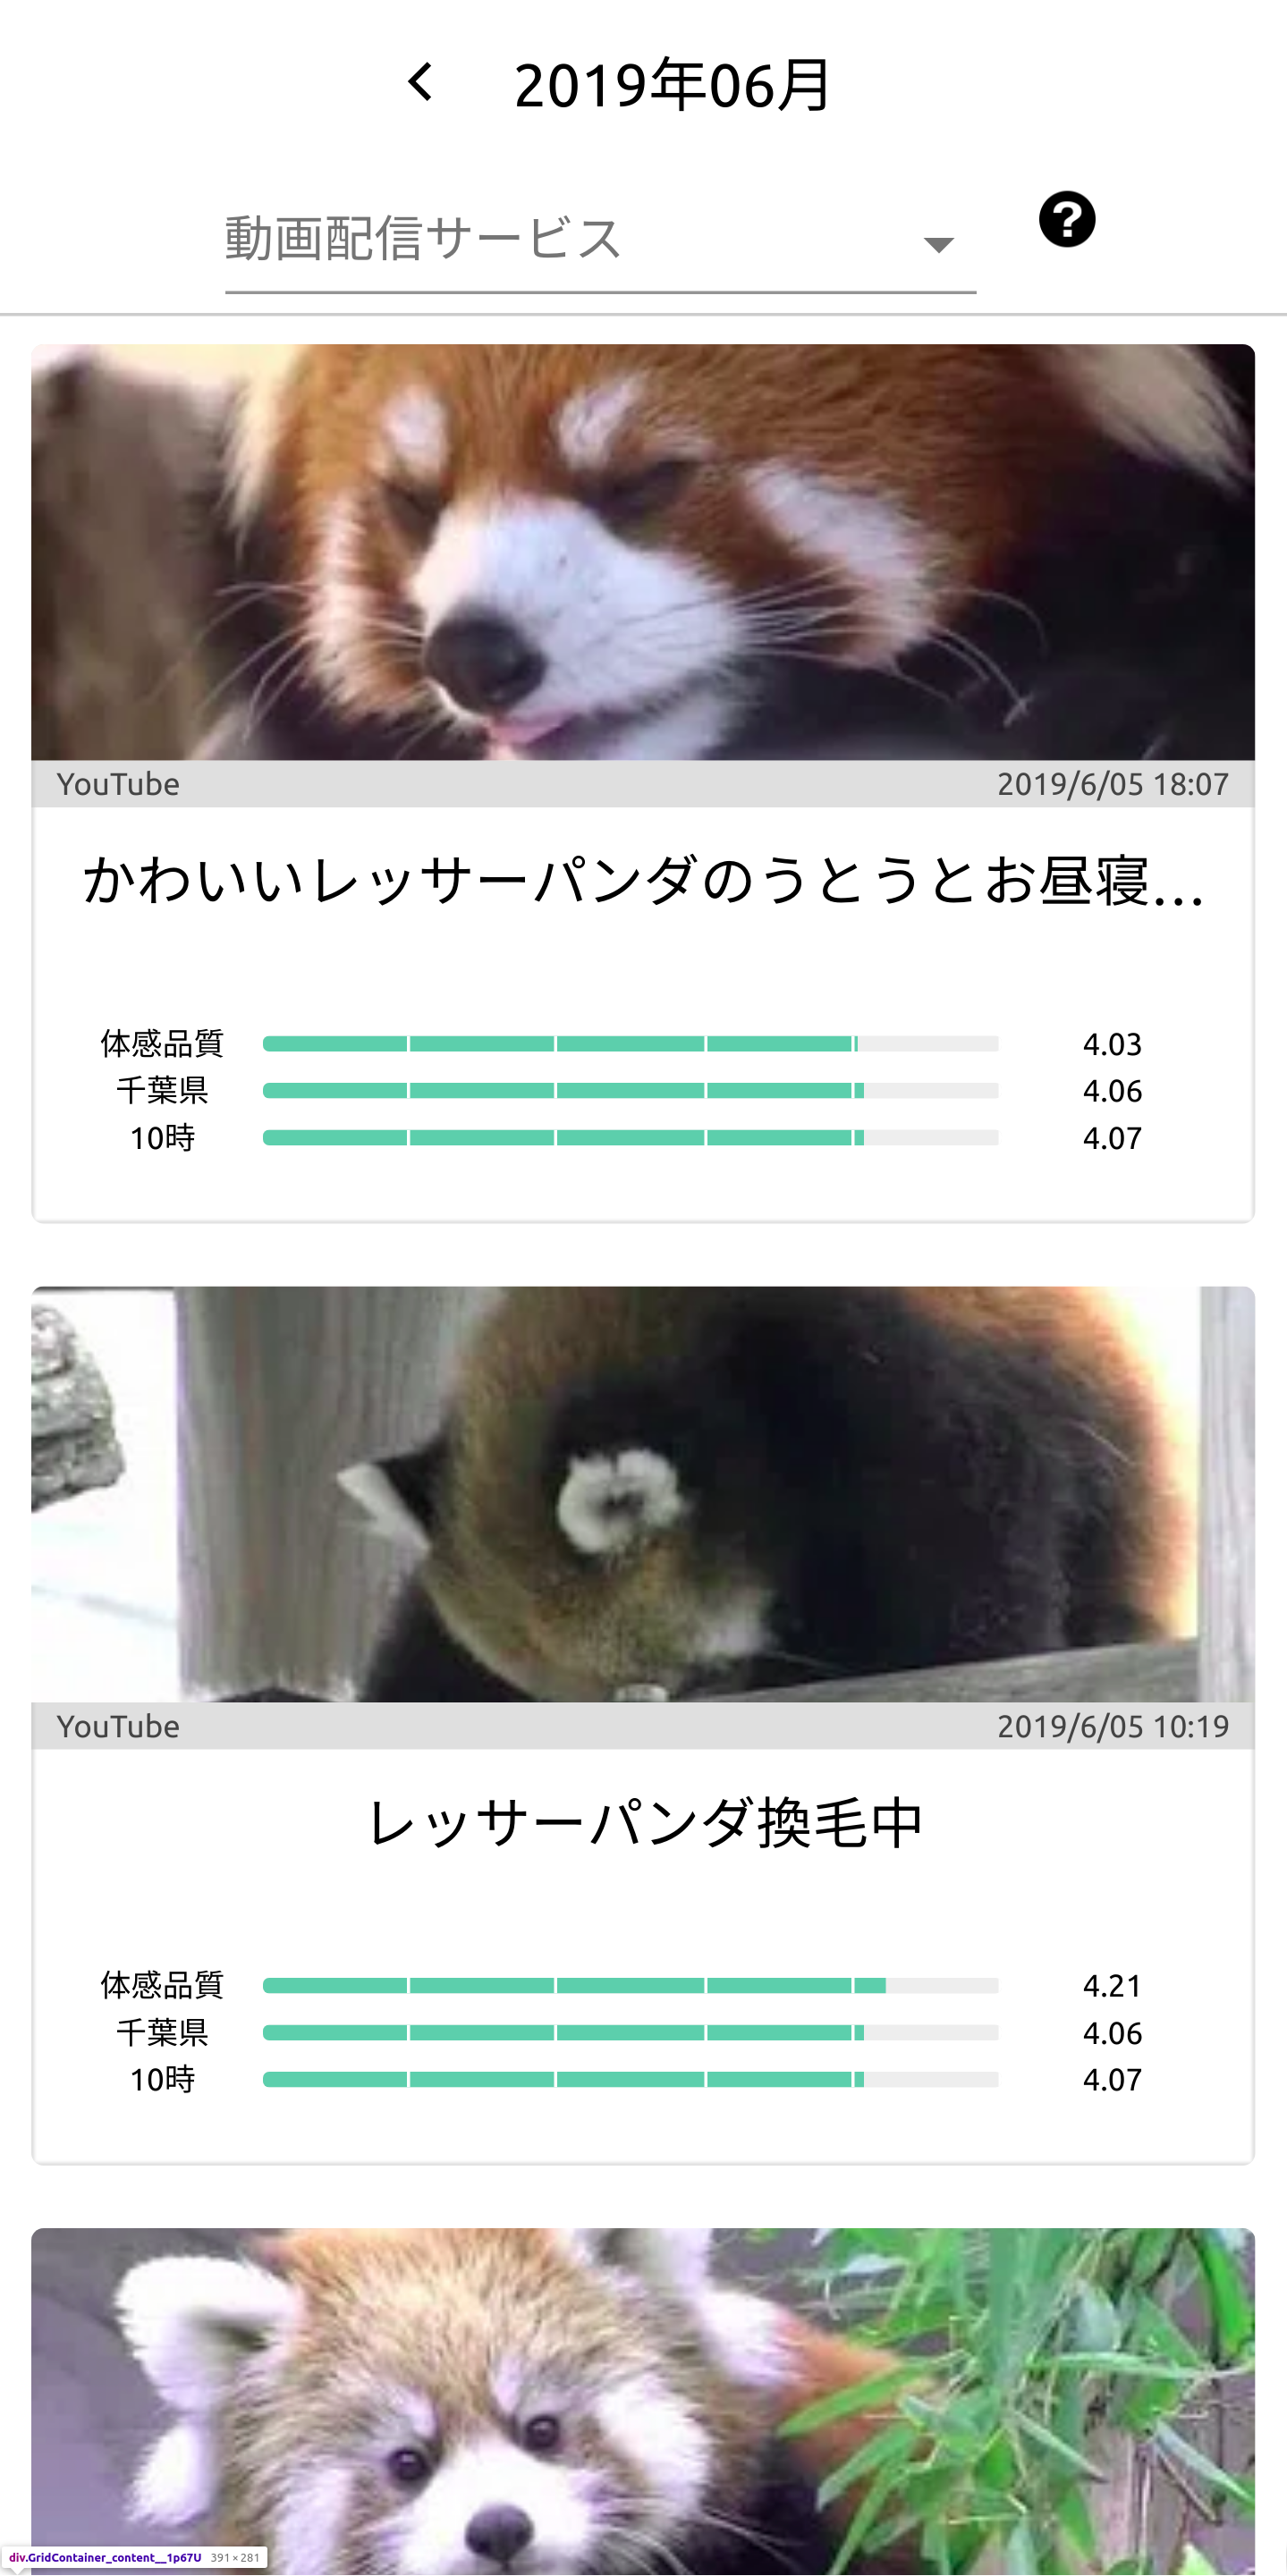 2019年06月
動画配信サービス
?
YouTube 2019/6/05 18:07
かわいいレッサーパンダのうとうとお昼寝...
体感品質 4.03
千葉県 4.06
10時 4.07
YouTube 2019/6/05 10:19
レッサーパンダ換毛中
体感品質 4.21
千葉県 4.06
10時 4.07
div.GridContainer_content__1p67U 391×281